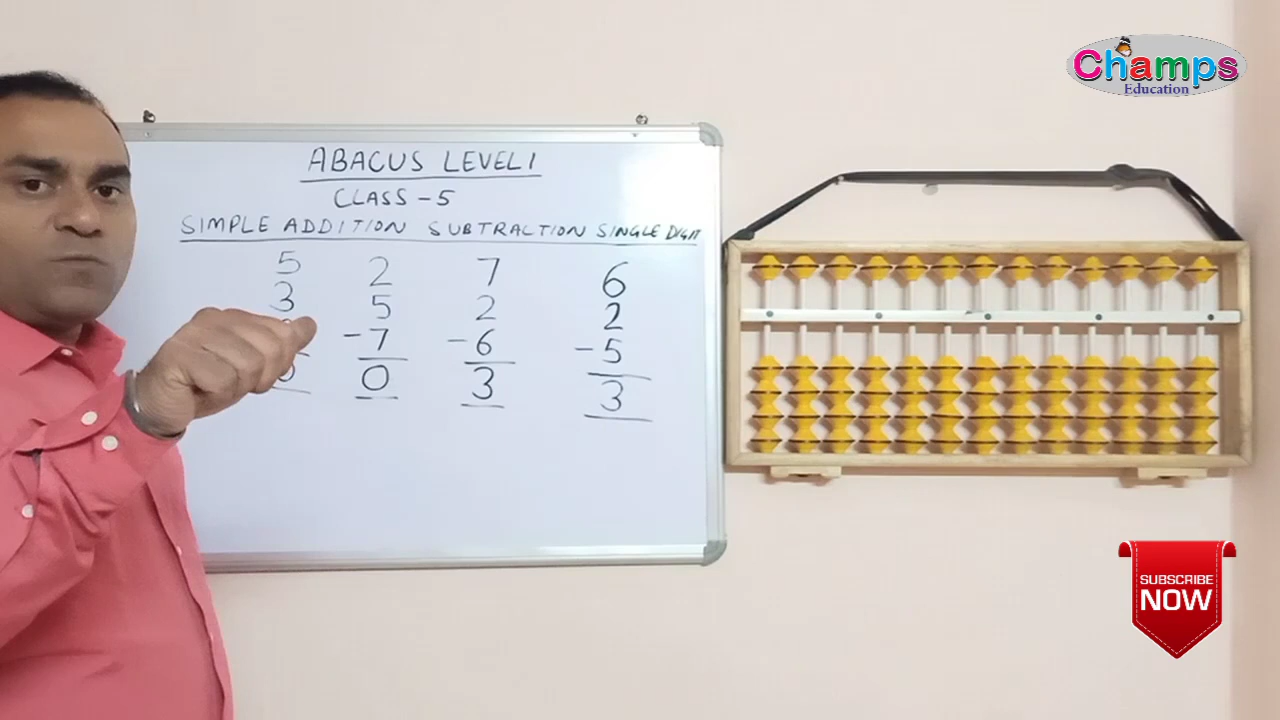 Champs
Education
ABACUS LEVEL 1
CLASS - 5
SIMPLE ADDITION SUBTRACTION SINGLE DIGIT
5 2 7 6
3 5 2 2
-7 -6 -5
0 3 3
SUBSCRIBE
NOW